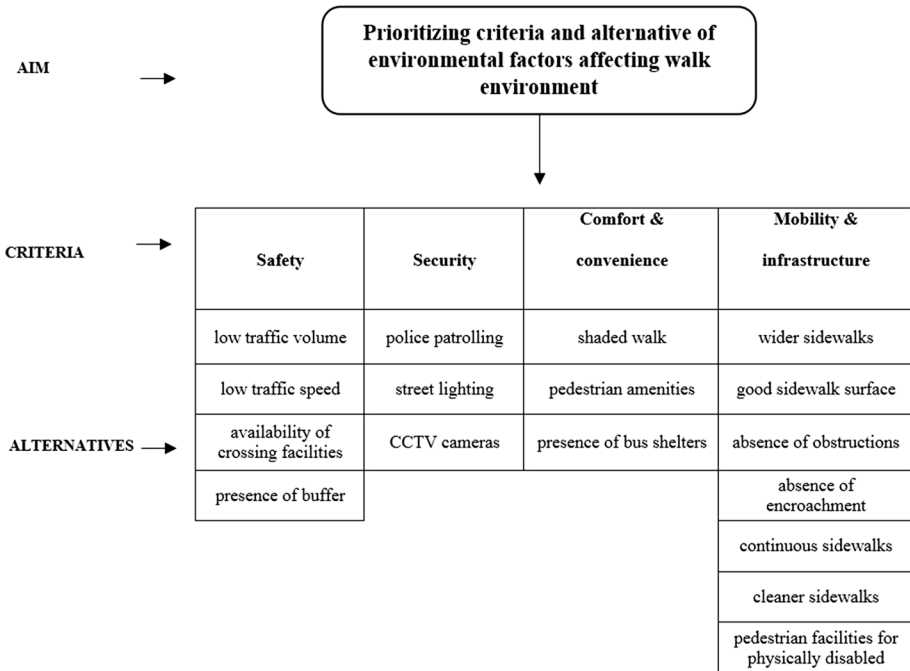 Prioritizing criteria and alternative of
environmental factors affecting walk
environment
AIM
CRITERIA
Safety
Security
Comfort &
convenience
Mobility &
infrastructure
ALTERNATIVES
low traffic volume
police patrolling
shaded walk
wider sidewalks
low traffic speed
street lighting
pedestrian amenities
good sidewalk surface
availability of
crossing facilities
CCTV cameras
presence of bus shelters
absence of obstructions
presence of buffer
absence of
encroachment
continuous sidewalks
cleaner sidewalks
pedestrian facilities for
physically disabled